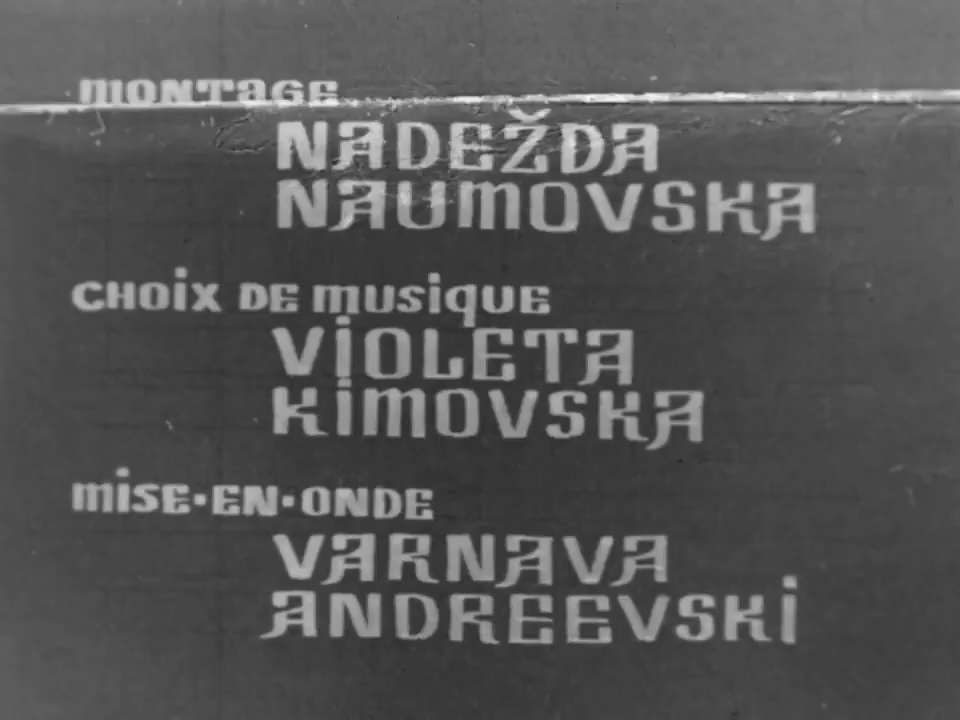 montage
NADEŽDA
NAUMOVSKA
CHOIX DE musique
VIOLETA
KIMOVSKA
mise·EN·ONDE
VARNAVA
ANDREEVSKI